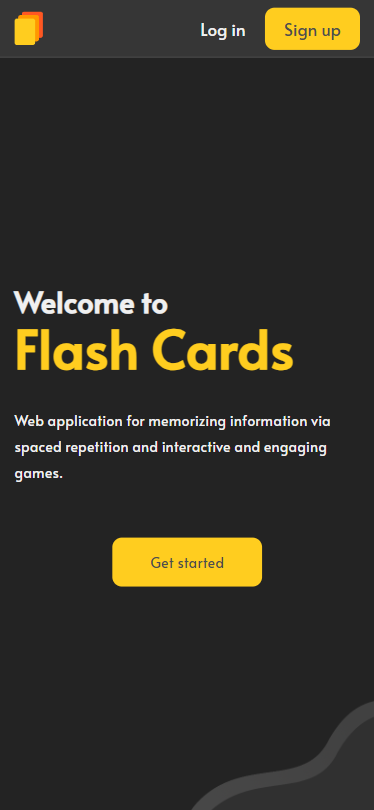 Log in
Sign up
Welcome to
Flash Cards
Web application for memorizing information via
spaced repetition and interactive and engaging
games.
Get started